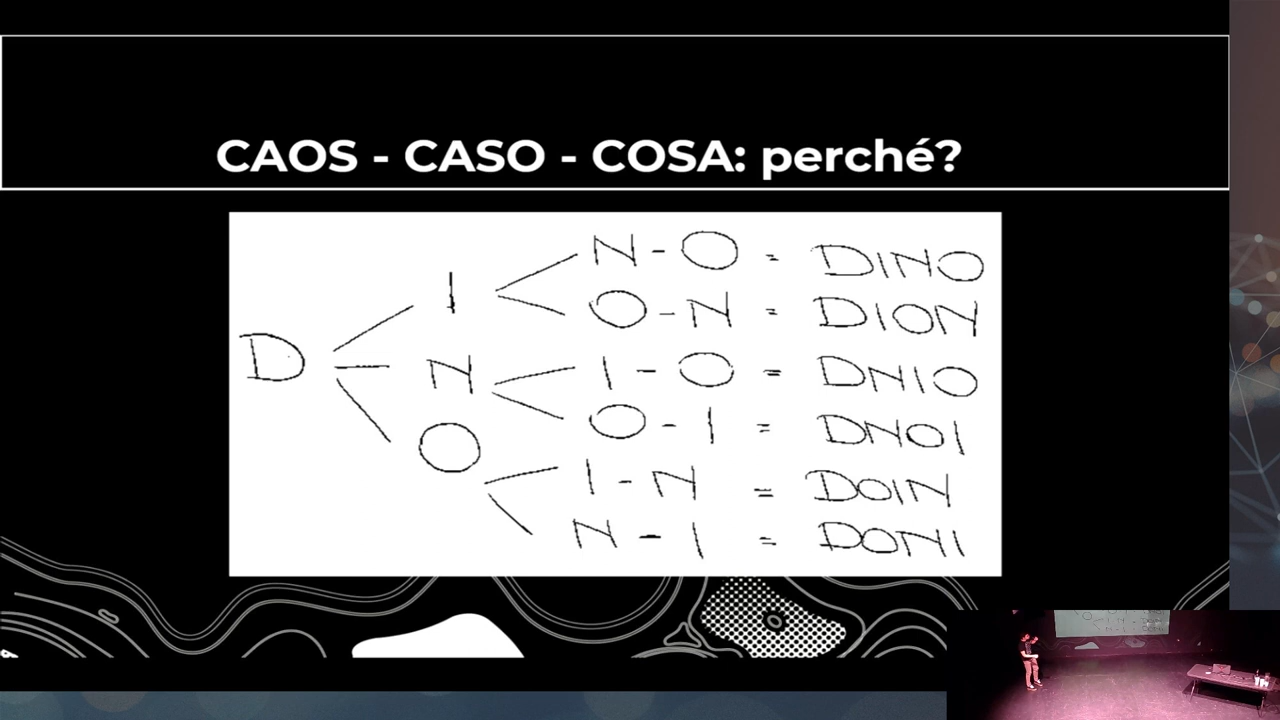 CAOS - CASO - COSA: perché?
N - O = DINO
I
O - N = DION
D
N
I - O = DNIO
O - I = DNOI
O
I - N = DOIN
N - I = DONI